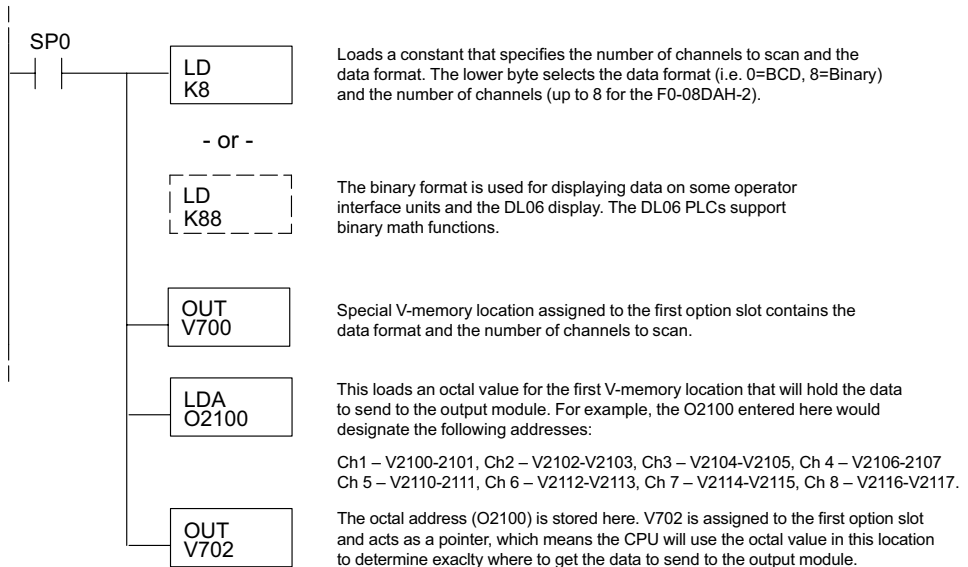 SP0
LD
K8
Loads a constant that specifies the number of channels to scan and the
data format. The lower byte selects the data format (i.e. 0=BCD, 8=Binary)
and the number of channels (up to 8 for the F0-08DAH-2).
- or -
LD
K88
The binary format is used for displaying data on some operator
interface units and the DL06 display. The DL06 PLCs support
binary math functions.
OUT
V700
Special V-memory location assigned to the first option slot contains the
data format and the number of channels to scan.
LDA
O2100
This loads an octal value for the first V-memory location that will hold the data
to send to the output module. For example, the O2100 entered here would
designate the following addresses:
Ch1 – V2100-2101, Ch2 – V2102-V2103, Ch3 – V2104-V2105, Ch 4 – V2106-2107
Ch 5 – V2110-2111, Ch 6 – V2112-V2113, Ch 7 – V2114-V2115, Ch 8 – V2116-V2117.
OUT
V702
The octal address (O2100) is stored here. V702 is assigned to the first option slot
and acts as a pointer, which means the CPU will use the octal value in this location
to determine exaclty where to get the data to send to the output module.